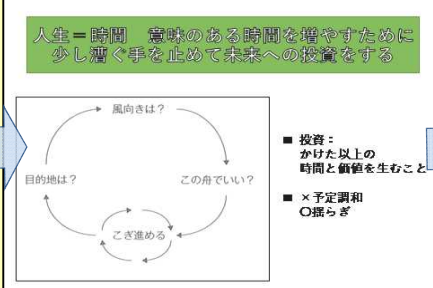 人生＝時間　意味のある時間を増やすために
少し漕ぐ手を止めて未来への投資をする
風向きは？
目的地は？
この舟でいい？
こぎ進める
■ 投資：
かけた以上の
時間と価値を生むこと
■ ×予定調和
〇揺らぎ